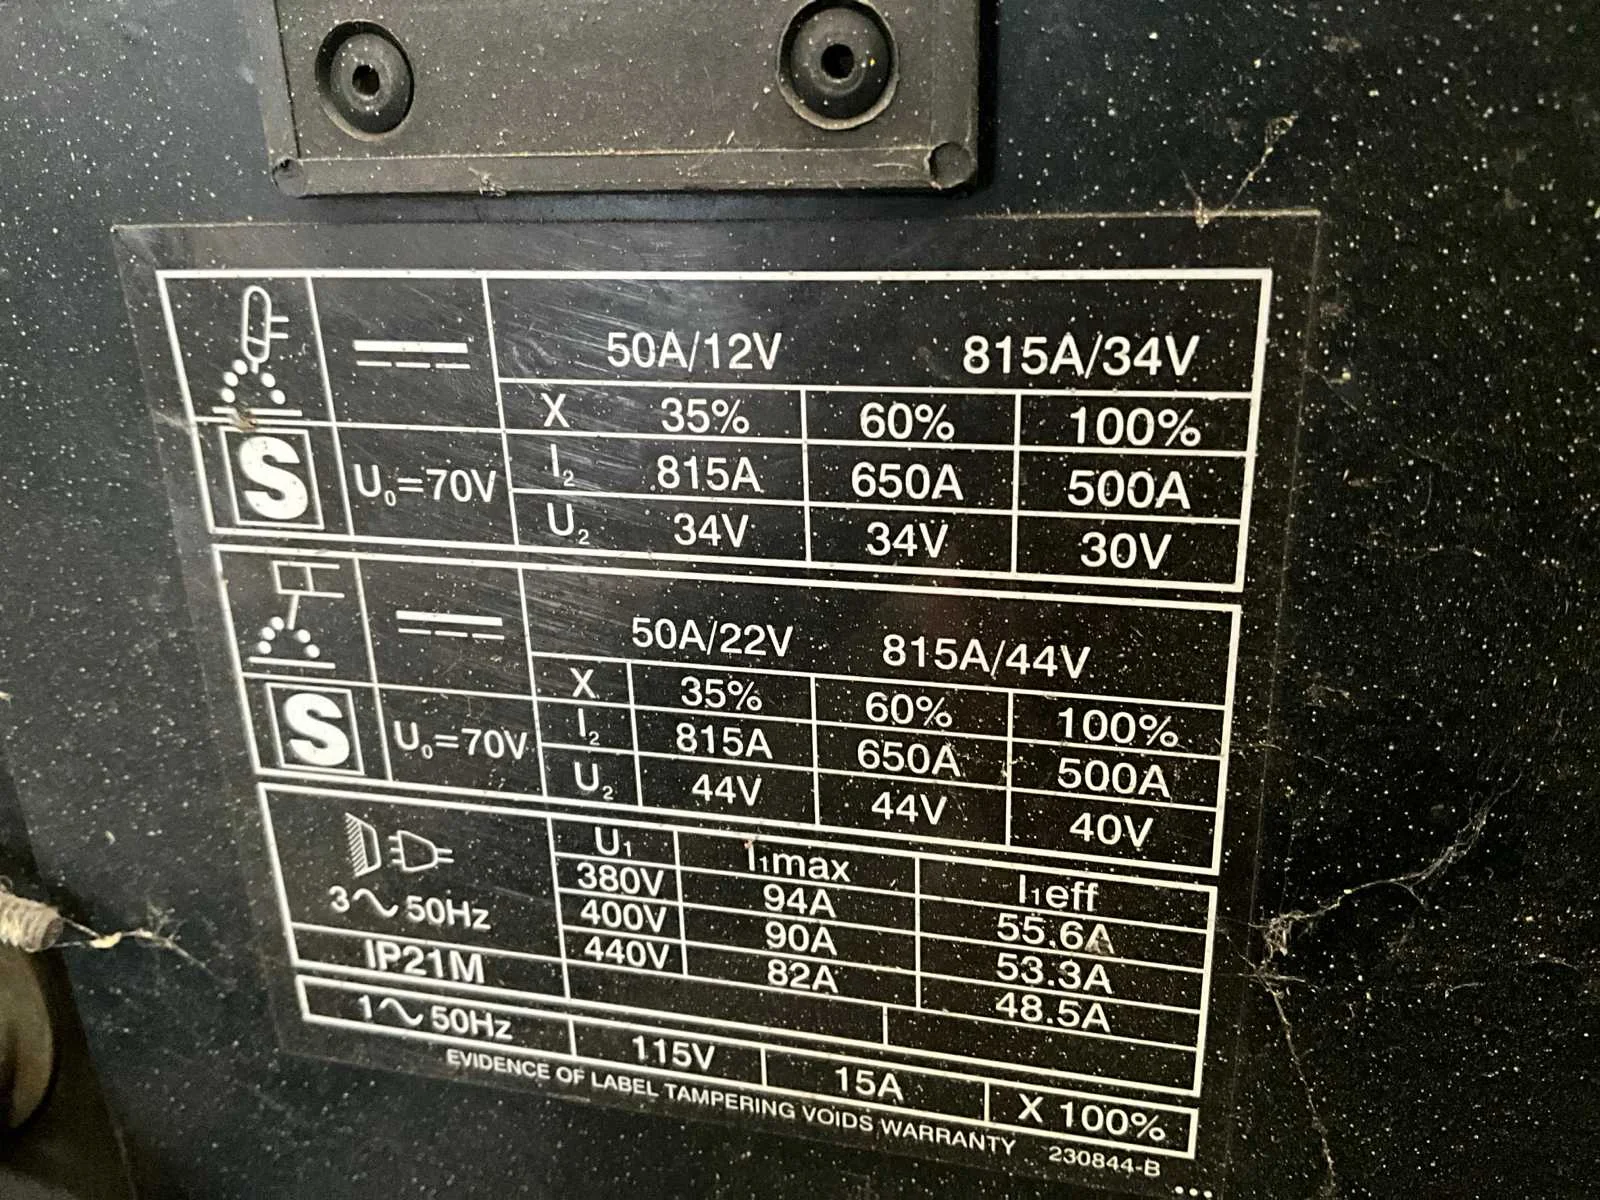 50A/12V 815A/34V
X 35% 60% 100%
S U₀=70V I₂ 815A 650A 500A
U₂ 34V 34V 30V
50A/22V 815A/44V
X 35% 60% 100%
S U₀=70V I₂ 815A 650A 500A
U₂ 44V 44V 40V
U₁ I₁max I₁eff
380V 94A 55.6A
3~50Hz 400V 90A 53.3A
440V 82A 48.5A
IP21M
1~50Hz 115V 15A X 100%
EVIDENCE OF LABEL TAMPERING VOIDS WARRANTY 230844-B